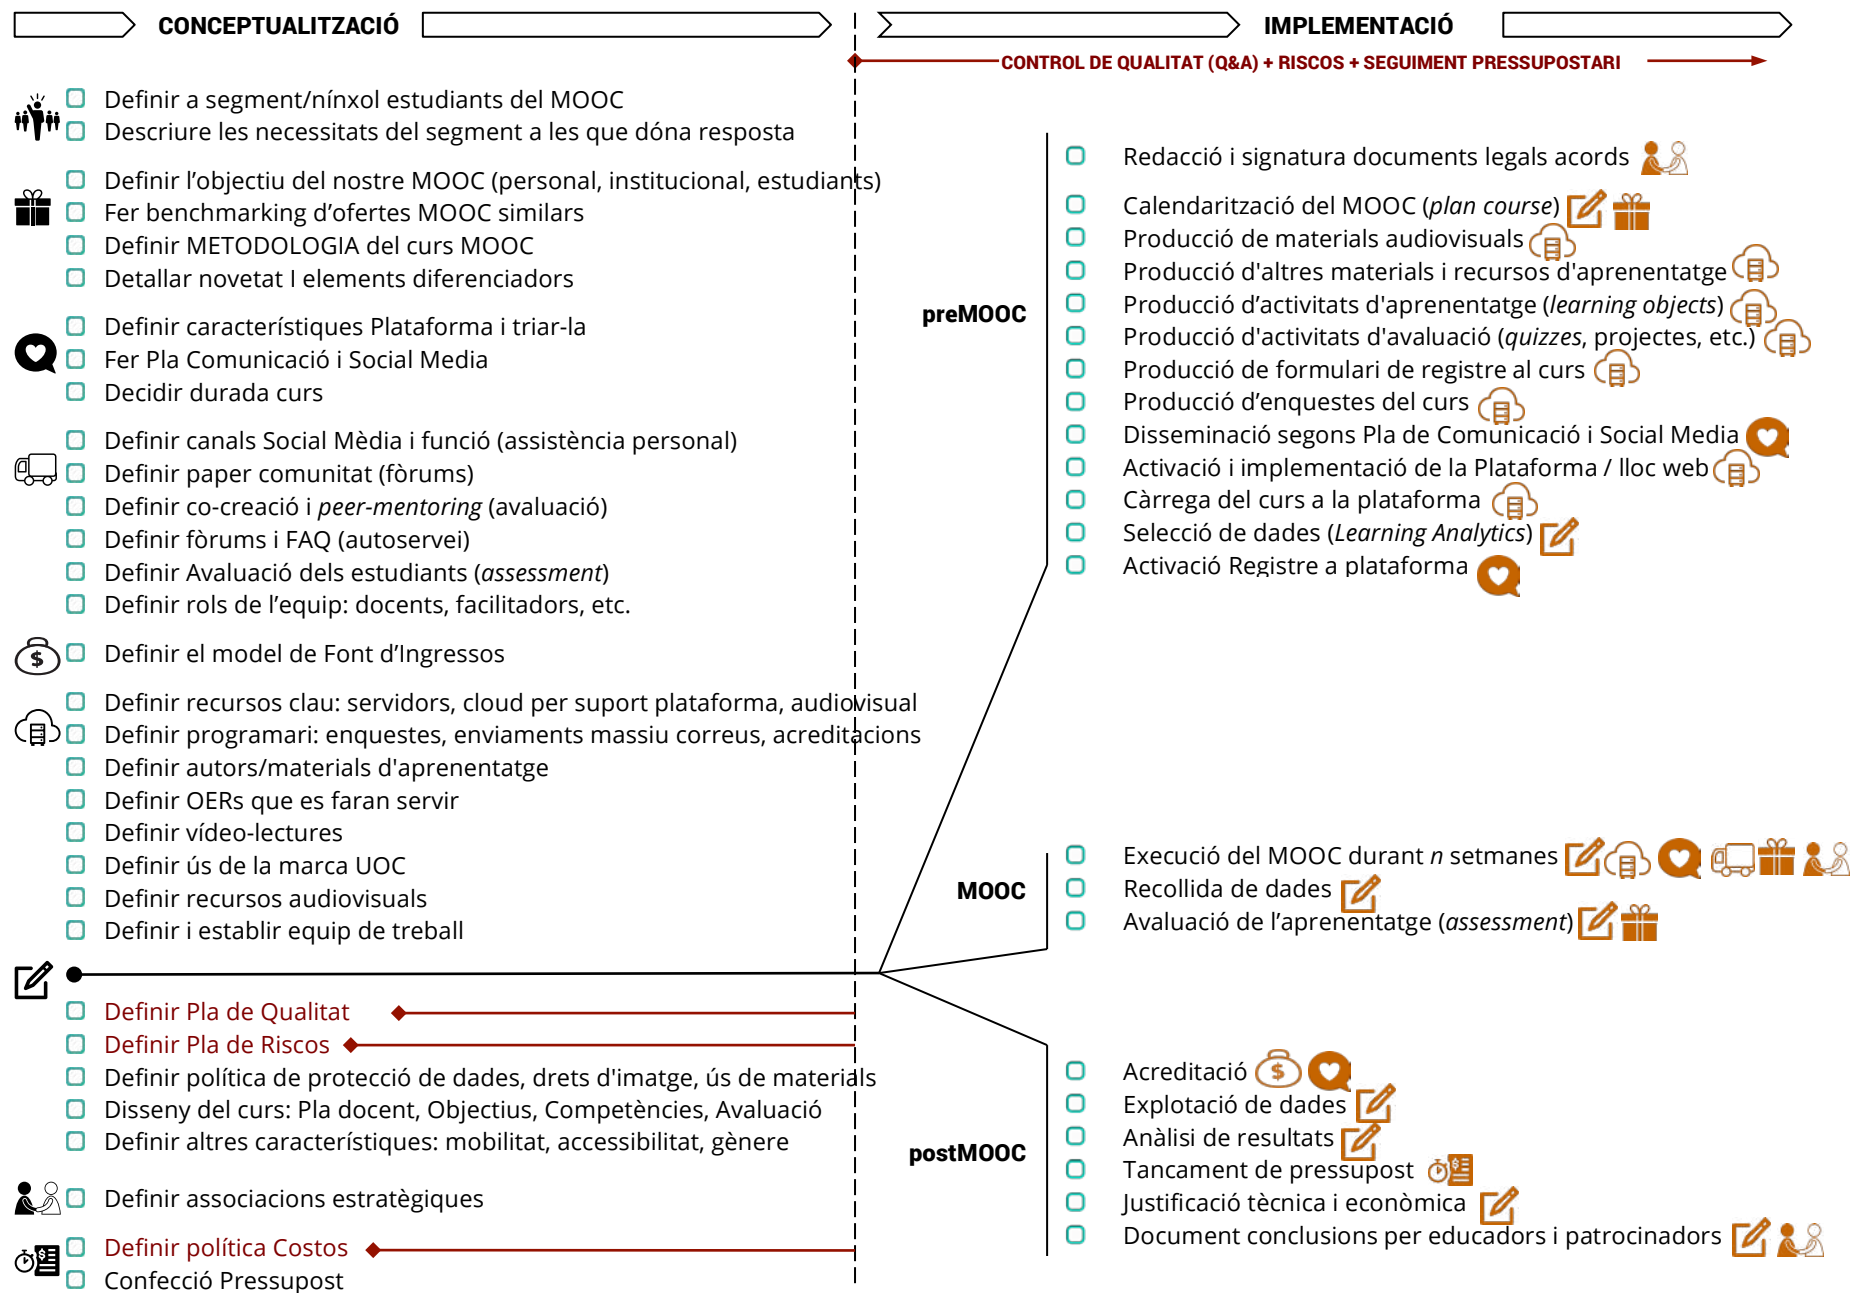 CONCEPTUALITZACIÓ
Definir a segment/nínxol estudiants del MOOC
Descriure les necessitats del segment a les que dóna resposta
Definir l’objectiu del nostre MOOC (personal, institucional, estudiants)
Fer benchmarking d’ofertes MOOC similars
Definir METODOLOGIA del curs MOOC
Detallar novetat I elements diferenciadors
Definir característiques Plataforma i triar-la
Fer Pla Comunicació i Social Media
Decidir durada curs
Definir canals Social Mèdia i funció (assistència personal)
Definir paper comunitat (fòrums)
Definir co-creació i peer-mentoring (avaluació)
Definir fòrums i FAQ (autoservei)
Definir Avaluació dels estudiants (assessment)
Definir rols de l’equip: docents, facilitadors, etc.
Definir el model de Font d’Ingressos
Definir recursos clau: servidors, cloud per suport plataforma, audiovisual
Definir programari: enquestes, enviaments massiu correus, acreditacions
Definir autors/materials d'aprenentatge
Definir OERs que es faran servir
Definir vídeo-lectures
Definir ús de la marca UOC
Definir recursos audiovisuals
Definir i establir equip de treball
Definir Pla de Qualitat
Definir Pla de Riscos
Definir política de protecció de dades, drets d'imatge, ús de materials
Disseny del curs: Pla docent, Objectius, Competències, Avaluació
Definir altres característiques: mobilitat, accessibilitat, gènere
Definir associacions estratègiques
Definir política Costos
Confecció Pressupost
IMPLEMENTACIÓ
CONTROL DE QUALITAT (Q&A) + RISCOS + SEGUIMENT PRESSUPOSTARI
preMOOC
Redacció i signatura documents legals acords
Calendarització del MOOC (plan course)
Producció de materials audiovisuals
Producció d'altres materials i recursos d'aprenentatge
Producció d’activitats d'aprenentatge (learning objects)
Producció d'activitats d'avaluació (quizzes, projectes, etc.)
Producció de formulari de registre al curs
Producció d’enquestes del curs
Disseminació segons Pla de Comunicació i Social Media
Activació i implementació de la Plataforma / lloc web
Càrrega del curs a la plataforma
Selecció de dades (Learning Analytics)
Activació Registre a plataforma
MOOC
Execució del MOOC durant n setmanes
Recollida de dades
Avaluació de l’aprenentatge (assessment)
postMOOC
Acreditació
Explotació de dades
Anàlisi de resultats
Tancament de pressupost
Justificació tècnica i econòmica
Document conclusions per educadors i patrocinadors